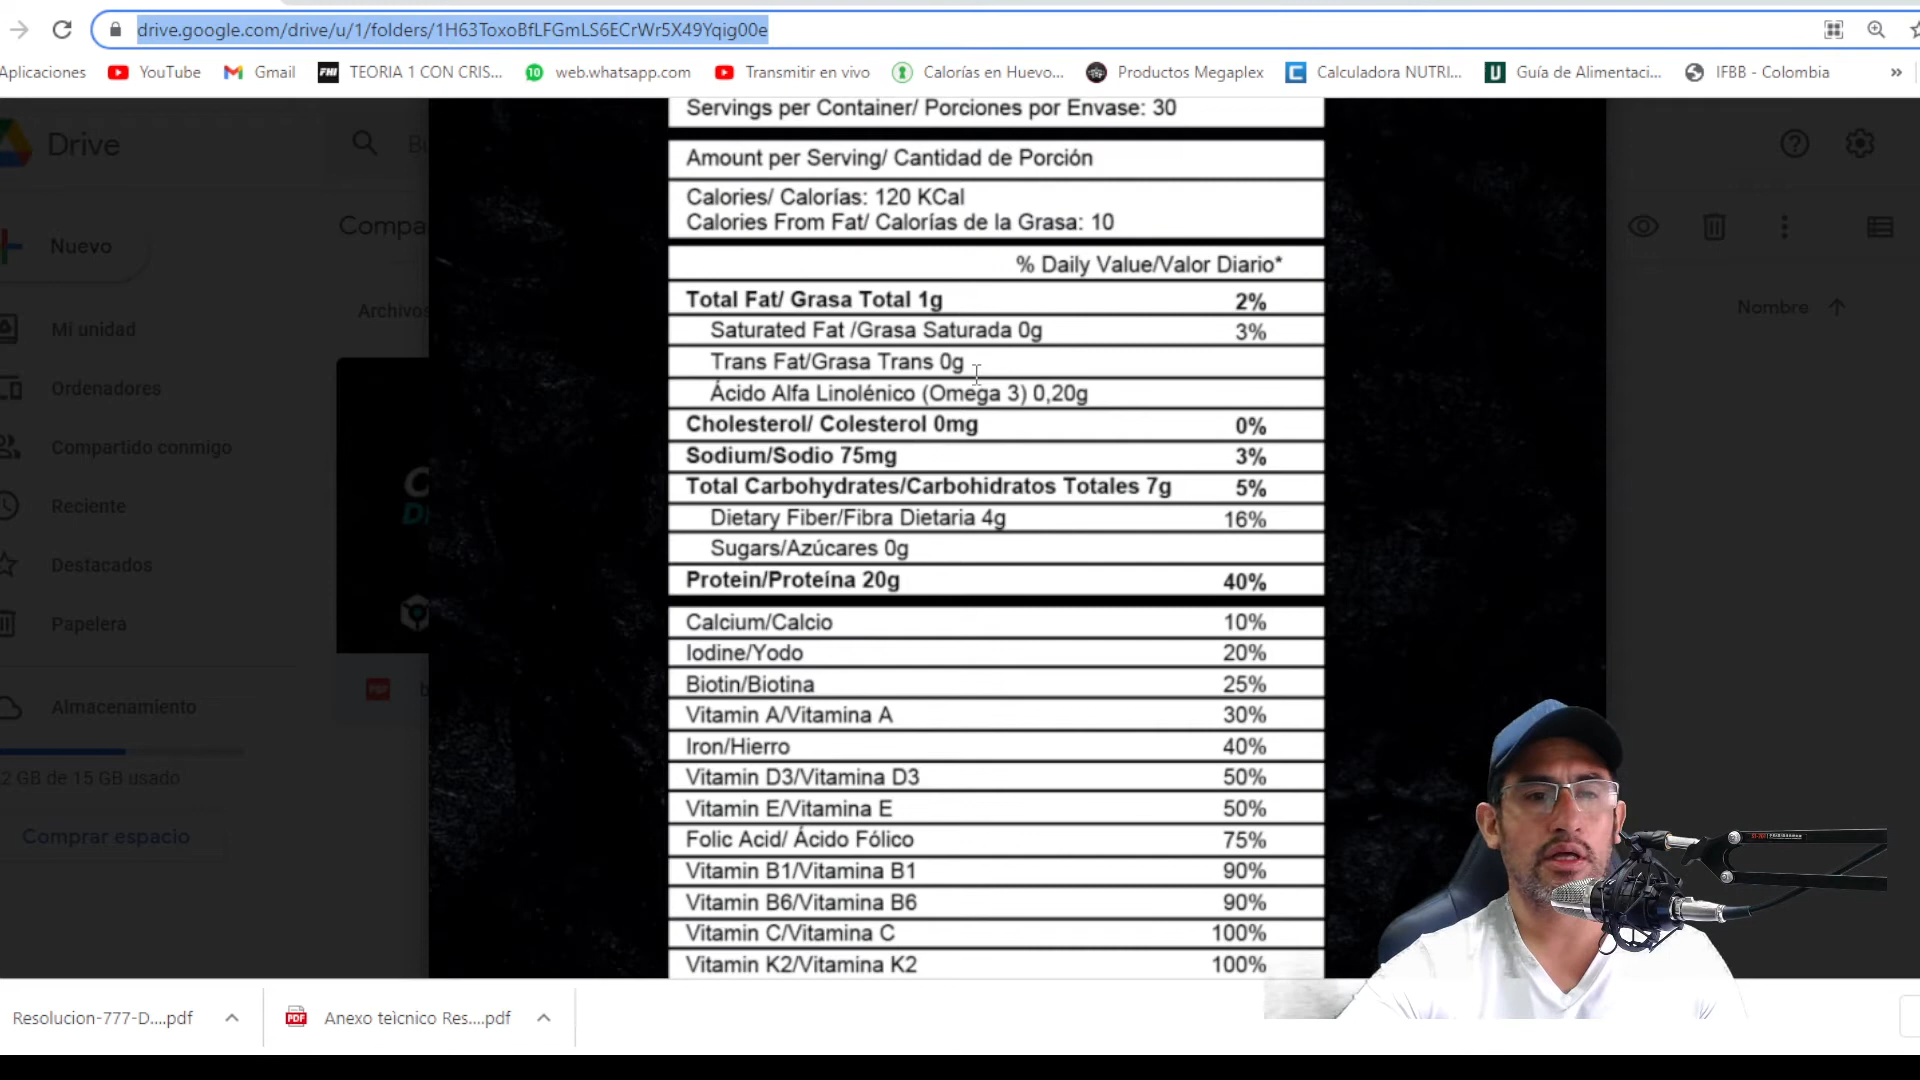 drive.google.com/drive/u/1/folders/1H63ToxoBfLFGmLS6ECrWr5X49Yqig00e
Aplicaciones YouTube Gmail TEORIA 1 CON CRIS... web.whatsapp.com Transmitir en vivo Calorías en Huevo... Productos Megaplex Calculadora NUTRI... Guía de Alimentaci... IFBB - Colombia »
Drive
Bu
Nuevo
Compa
Archivos
Nombre
Mi unidad
Ordenadores
Compartido conmigo
Reciente
Destacados
Papelera
Almacenamiento
2 GB de 15 GB usado
Comprar espacio
Servings per Container/ Porciones por Envase: 30
Amount per Serving/ Cantidad de Porción
Calories/ Calorías: 120 KCal
Calories From Fat/ Calorías de la Grasa: 10
% Daily Value/Valor Diario*
Total Fat/ Grasa Total 1g 2%
Saturated Fat /Grasa Saturada 0g 3%
Trans Fat/Grasa Trans 0g
Ácido Alfa Linolénico (Omega 3) 0,20g
Cholesterol/ Colesterol 0mg 0%
Sodium/Sodio 75mg 3%
Total Carbohydrates/Carbohidratos Totales 7g 5%
Dietary Fiber/Fibra Dietaria 4g 16%
Sugars/Azúcares 0g
Protein/Proteína 20g 40%
Calcium/Calcio 10%
Iodine/Yodo 20%
Biotin/Biotina 25%
Vitamin A/Vitamina A 30%
Iron/Hierro 40%
Vitamin D3/Vitamina D3 50%
Vitamin E/Vitamina E 50%
Folic Acid/ Ácido Fólico 75%
Vitamin B1/Vitamina B1 90%
Vitamin B6/Vitamina B6 90%
Vitamin C/Vitamina C 100%
Vitamin K2/Vitamina K2 100%
Resolucion-777-D....pdf
Anexo teìcnico Res....pdf